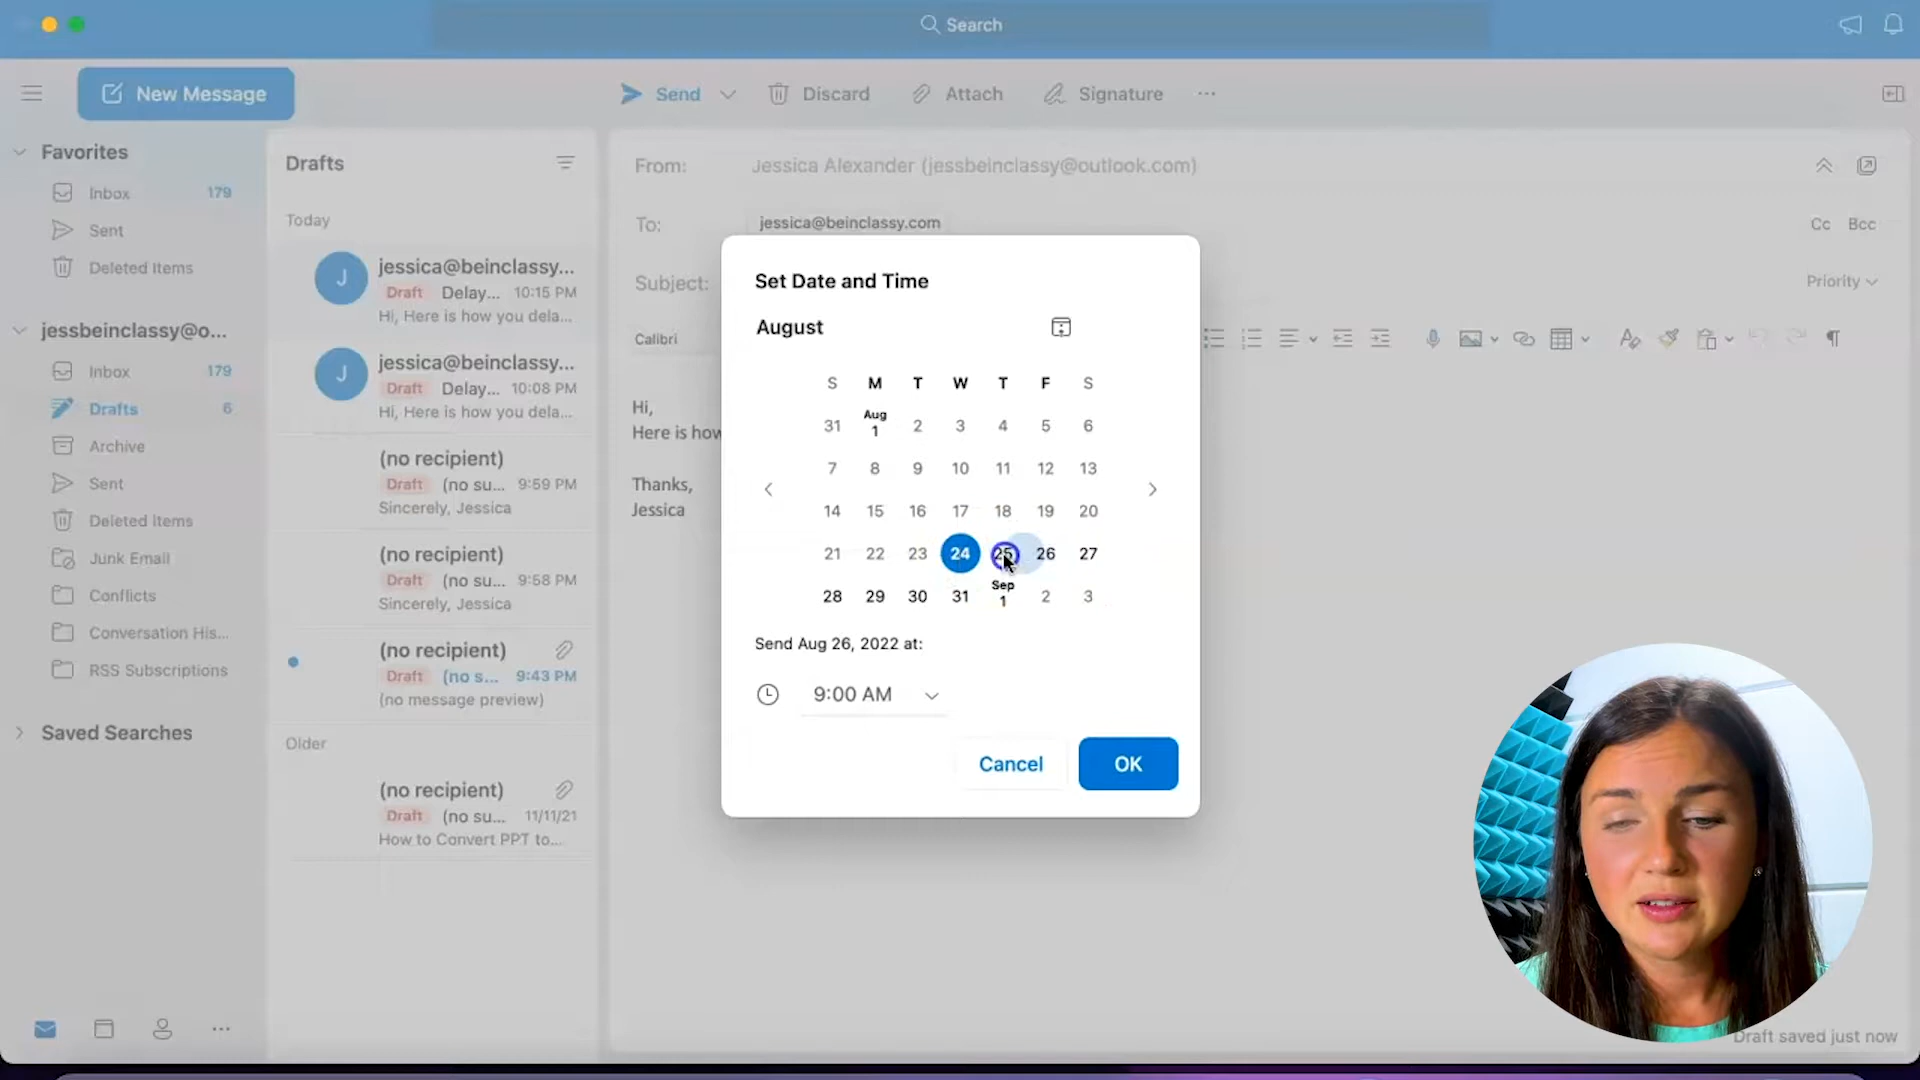 Search
New Message
Send
Discard
Attach
Signature
Favorites
Inbox 179
Sent
Deleted Items
jessbeinclassy@o...
Inbox 179
Drafts 6
Archive
Sent
Deleted Items
Junk Email
Conflicts
Conversation His...
RSS Subscriptions
Saved Searches
Drafts
Today
J
jessica@beinclassy...
Draft Delay... 10:15 PM
Hi, Here is how you dela...
J
jessica@beinclassy...
Draft Delay... 10:08 PM
Hi, Here is how you dela...
(no recipient)
Draft (no su... 9:59 PM
Sincerely, Jessica
(no recipient)
Draft (no su... 9:58 PM
Sincerely, Jessica
(no recipient)
Draft (no s... 9:43 PM
(no message preview)
Older
(no recipient)
Draft (no su... 11/11/21
How to Convert PPT to...
From: Jessica Alexander (jessbeinclassy@outlook.com)
To: jessica@beinclassy.com
Cc Bcc
Subject:
Priority
Calibri
Hi,
Here is how
Thanks,
Jessica
Set Date and Time
August
S M T W T F S
31 Aug 1 2 3 4 5 6
7 8 9 10 11 12 13
14 15 16 17 18 19 20
21 22 23 24 25 26 27
28 29 30 31 Sep 1 2 3
Send Aug 26, 2022 at:
9:00 AM
Cancel
OK
Draft saved just now